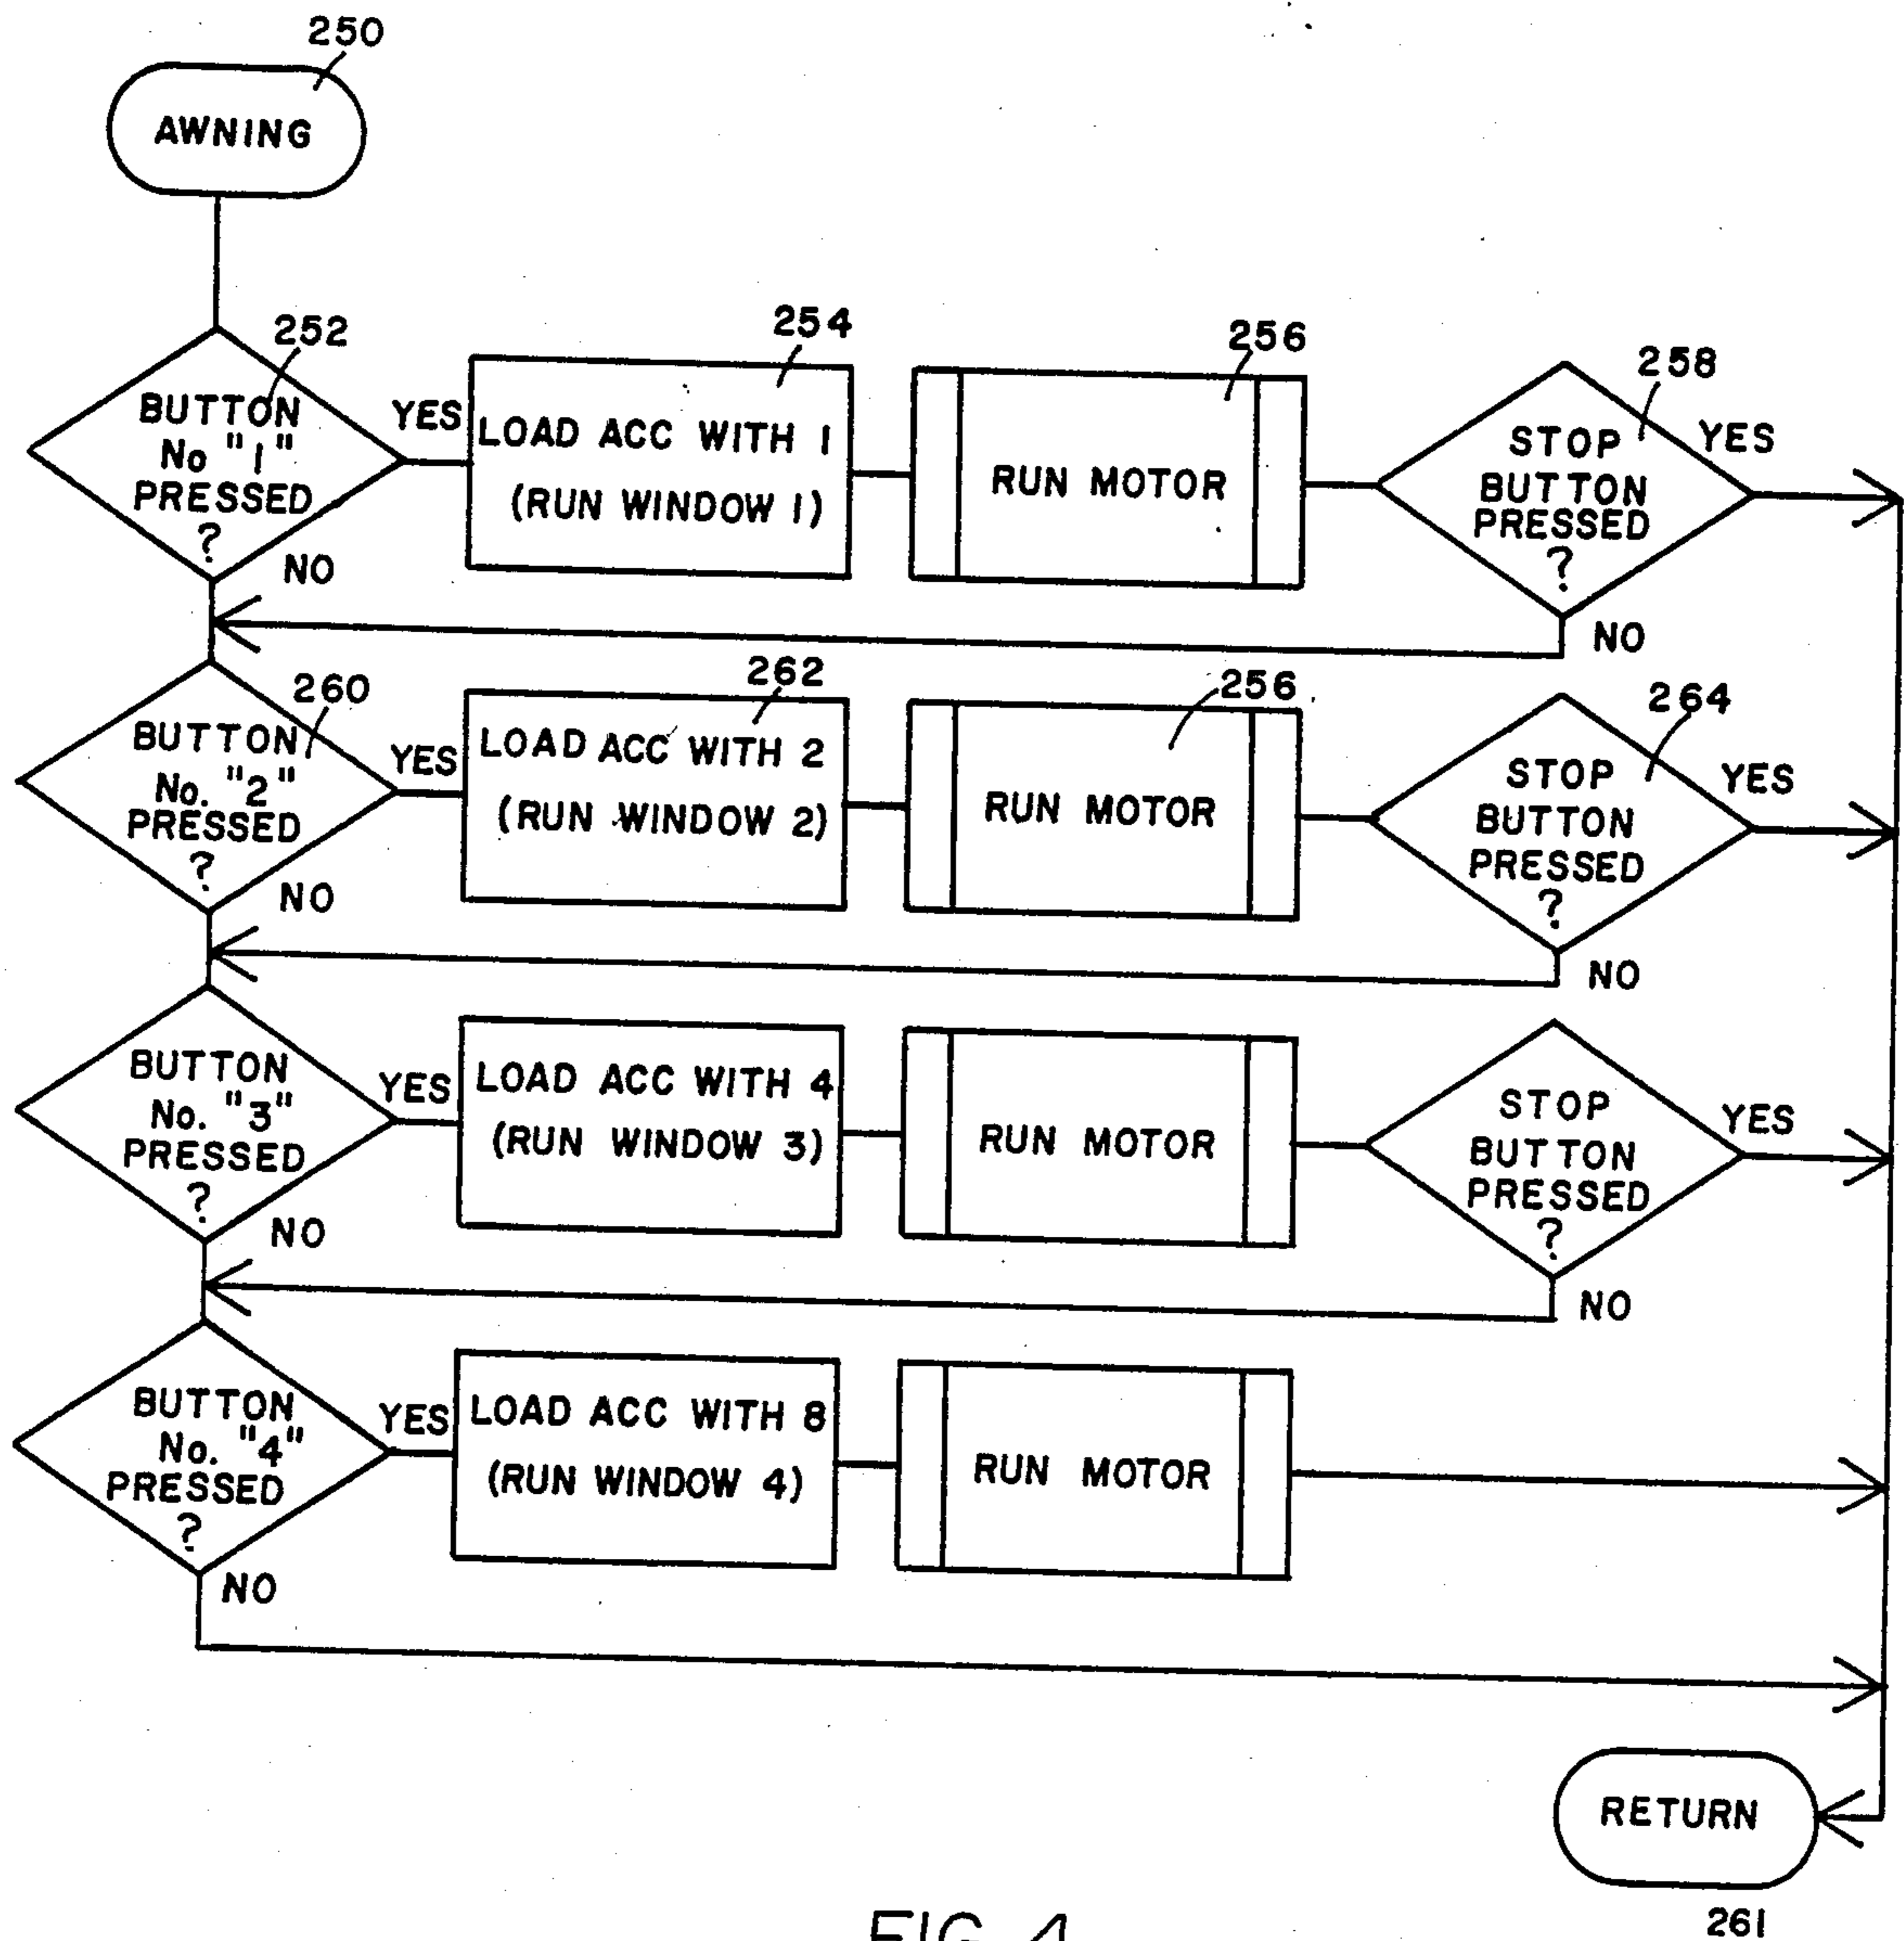 250
AWNING
252
BUTTON
No "1"
PRESSED
?
YES
NO
254
LOAD ACC WITH 1
(RUN WINDOW 1)
256
RUN MOTOR
258
STOP
BUTTON
PRESSED
?
YES
NO
260
BUTTON
No. "2"
PRESSED
?
YES
NO
262
LOAD ACC WITH 2
(RUN WINDOW 2)
256
RUN MOTOR
264
STOP
BUTTON
PRESSED
?
YES
NO
BUTTON
No. "3"
PRESSED
?
YES
NO
LOAD ACC WITH 4
(RUN WINDOW 3)
RUN MOTOR
STOP
BUTTON
PRESSED
?
YES
NO
BUTTON
No. "4"
PRESSED
?
YES
NO
LOAD ACC WITH 8
(RUN WINDOW 4)
RUN MOTOR
RETURN
261
FIG. 4